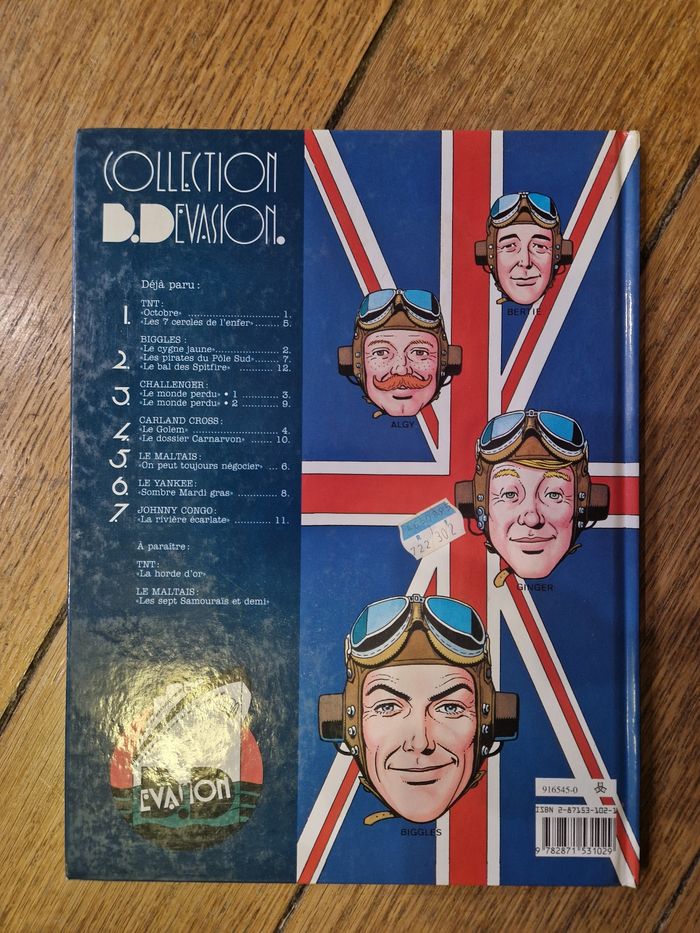 COLLECTION
B.DEVASION.
Déjà paru :
1. TNT :
«Octobre» ........................ 1.
«Les 7 cercles de l'enfer» ...... 5.
2. BIGGLES :
«Le cygne jaune»................. 2.
«Les pirates du Pôle Sud»....... 7.
«Le bal des Spitfire» ......... 12.
3. CHALLENGER :
«Le monde perdu» • 1 ........... 3.
«Le monde perdu» • 2 ........... 9.
4. CARLAND CROSS :
«Le Golem» ....................... 4.
«Le dossier Carnarvon» ....... 10.
5. LE MALTAIS :
«On peut toujours négocier» ... 6.
6. LE YANKEE :
«Sombre Mardi gras» ........... 8.
7. JOHNNY CONGO :
«La rivière écarlate» ........... 11.
À paraître :
TNT :
«La horde d'or»
LE MALTAIS :
«Les sept Samouraïs et demi»
EVASION
BERTIE
ALGY
222 302
GINGER
BIGGLES
916545-0
ISBN 2-87153-102-1
9 782871 531029